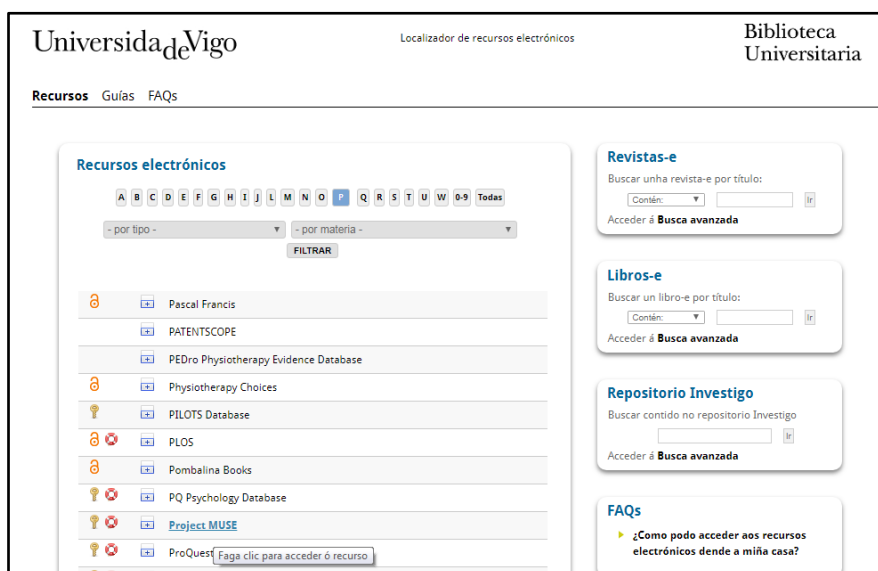 Universidade Vigo
Localizador de recursos electrónicos
Biblioteca
Universitaria
Recursos Guías FAQs
Recursos electrónicos
A B C D E F G H I J L M N O P Q R S T U W 0-9 Todas
- por tipo - - por materia -
FILTRAR
Pascal Francis
PATENTSCOPE
PEDro Physiotherapy Evidence Database
Physiotherapy Choices
PILOTS Database
PLOS
Pombalina Books
PQ Psychology Database
Project MUSE
ProQuest
Faga clic para acceder ó recurso
Revistas-e
Buscar unha revista-e por título:
Contén: Ir
Acceder á Busca avanzada
Libros-e
Buscar un libro-e por título:
Contén: Ir
Acceder á Busca avanzada
Repositorio Investigo
Buscar contido no repositorio Investigo
Ir
Acceder á Busca avanzada
FAQs
¿Como podo acceder aos recursos
electrónicos dende a miña casa?